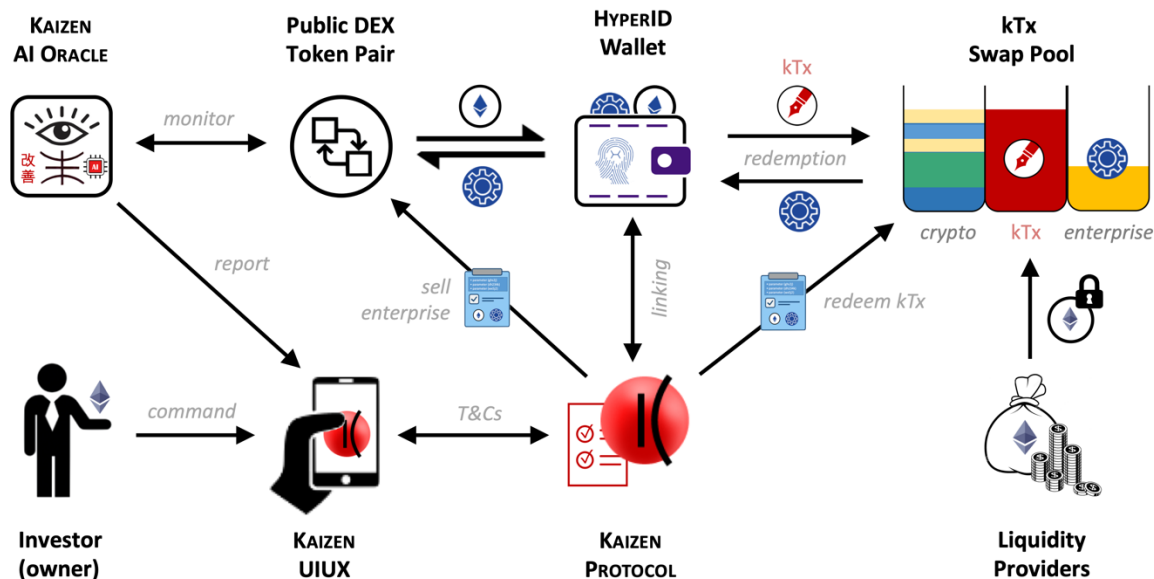 KAIZEN
AI ORACLE
Public DEX
Token Pair
HYPERID
Wallet
kTx
Swap Pool
kTx
monitor
redemption
改
善
AI
crypto
kTx
enterprise
report
sell
enterprise
linking
redeem kTx
command
T&Cs
Investor
(owner)
KAIZEN
UIUX
KAIZEN
PROTOCOL
Liquidity
Providers